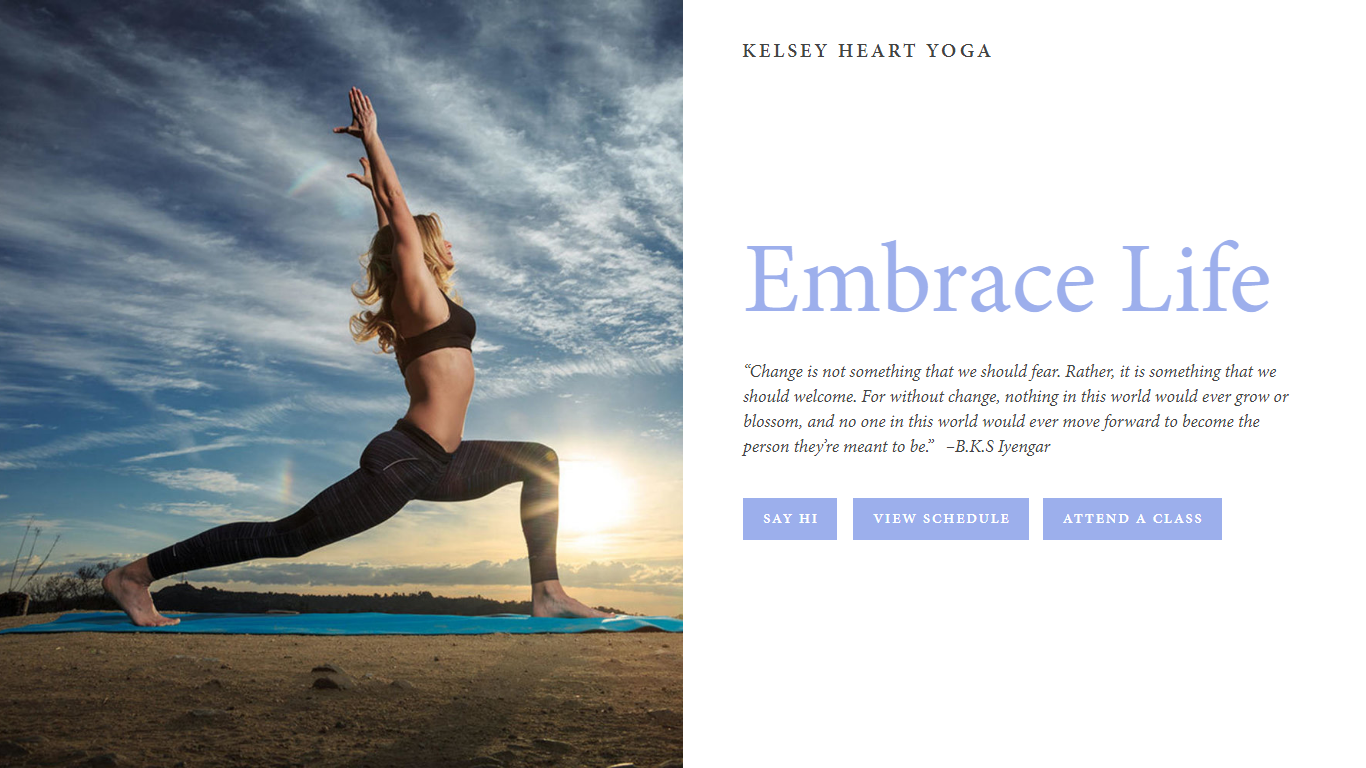 KELSEY HEART YOGA
Embrace Life
“Change is not something that we should fear. Rather, it is something that we
should welcome. For without change, nothing in this world would ever grow or
blossom, and no one in this world would ever move forward to become the
person they’re meant to be.”   –B.K.S Iyengar
SAY HI
VIEW SCHEDULE
ATTEND A CLASS